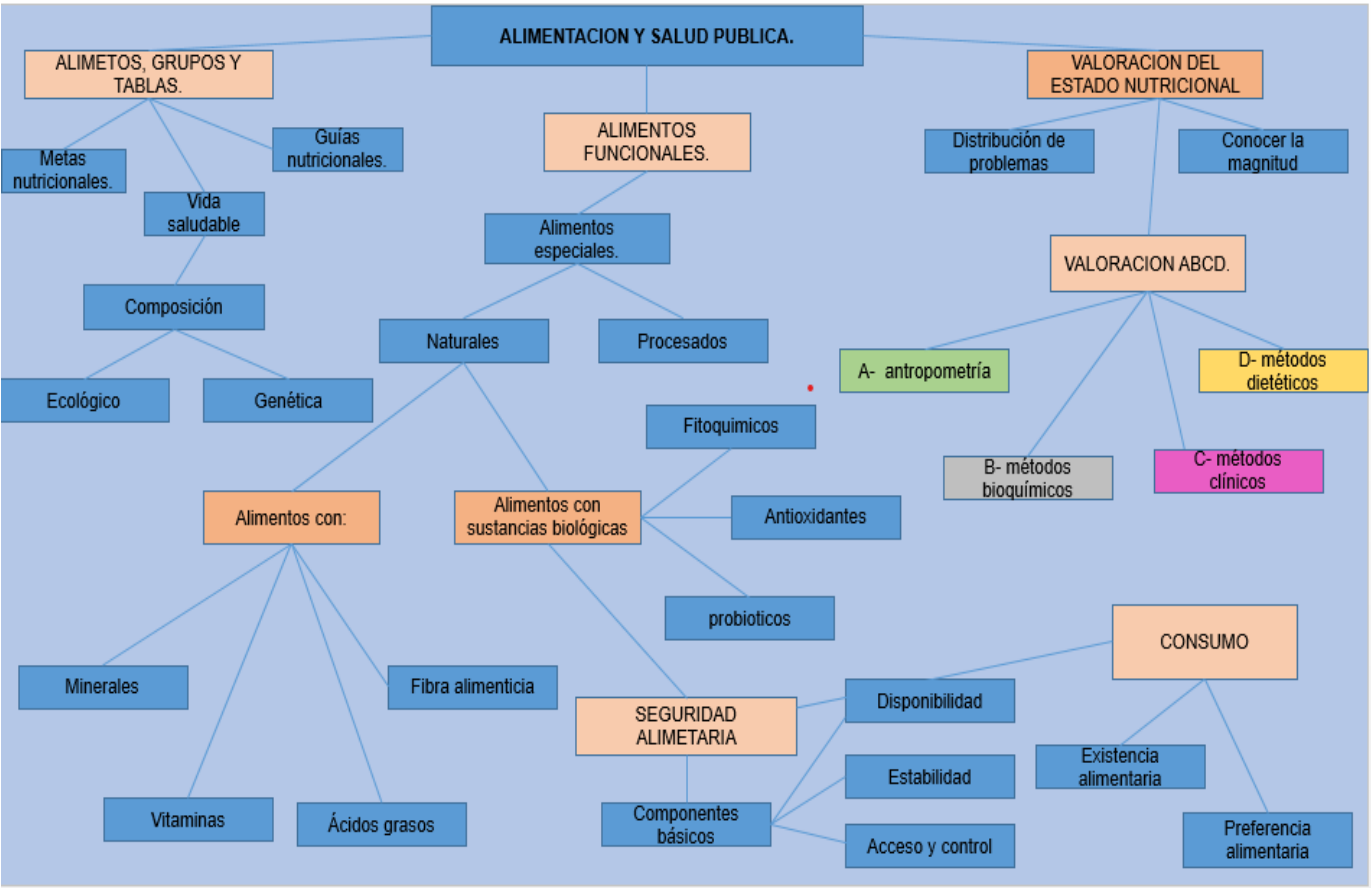 ALIMENTACION Y SALUD PUBLICA.
ALIMETOS, GRUPOS Y
TABLAS.
Metas
nutricionales.
Guías
nutricionales.
Vida
saludable
Composición
Ecológico
Genética
ALIMENTOS
FUNCIONALES.
Alimentos
especiales.
Naturales
Procesados
Alimentos con:
Minerales
Vitaminas
Ácidos grasos
Fibra alimenticia
Alimentos con
sustancias biológicas
Fitoquimicos
Antioxidantes
probioticos
SEGURIDAD
ALIMETARIA
Componentes
básicos
Disponibilidad
Estabilidad
Acceso y control
CONSUMO
Existencia
alimentaria
Preferencia
alimentaria
VALORACION DEL
ESTADO NUTRICIONAL
Distribución de
problemas
Conocer la
magnitud
VALORACION ABCD.
A- antropometría
B- métodos
bioquímicos
C- métodos
clínicos
D- métodos
dietéticos